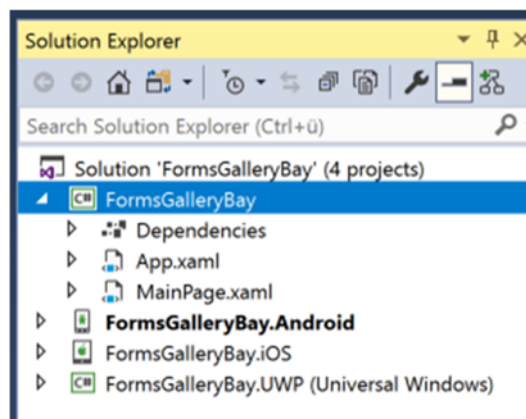 Solution Explorer
Search Solution Explorer (Ctrl+ü)
Solution 'FormsGalleryBay' (4 projects)
C# FormsGalleryBay
Dependencies
App.xaml
MainPage.xaml
FormsGalleryBay.Android
FormsGalleryBay.iOS
C# FormsGalleryBay.UWP (Universal Windows)